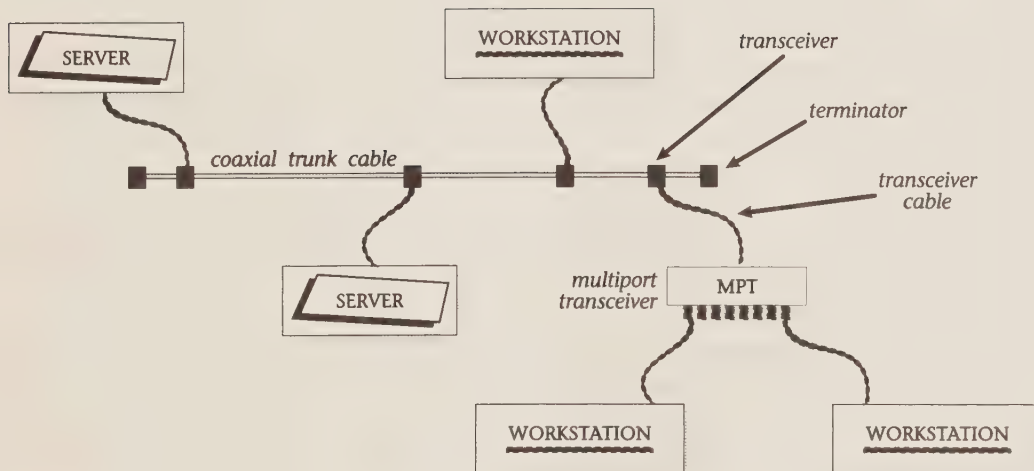 SERVER
WORKSTATION
transceiver
terminator
coaxial trunk cable
transceiver
cable
SERVER
multiport
transceiver
MPT
WORKSTATION
WORKSTATION